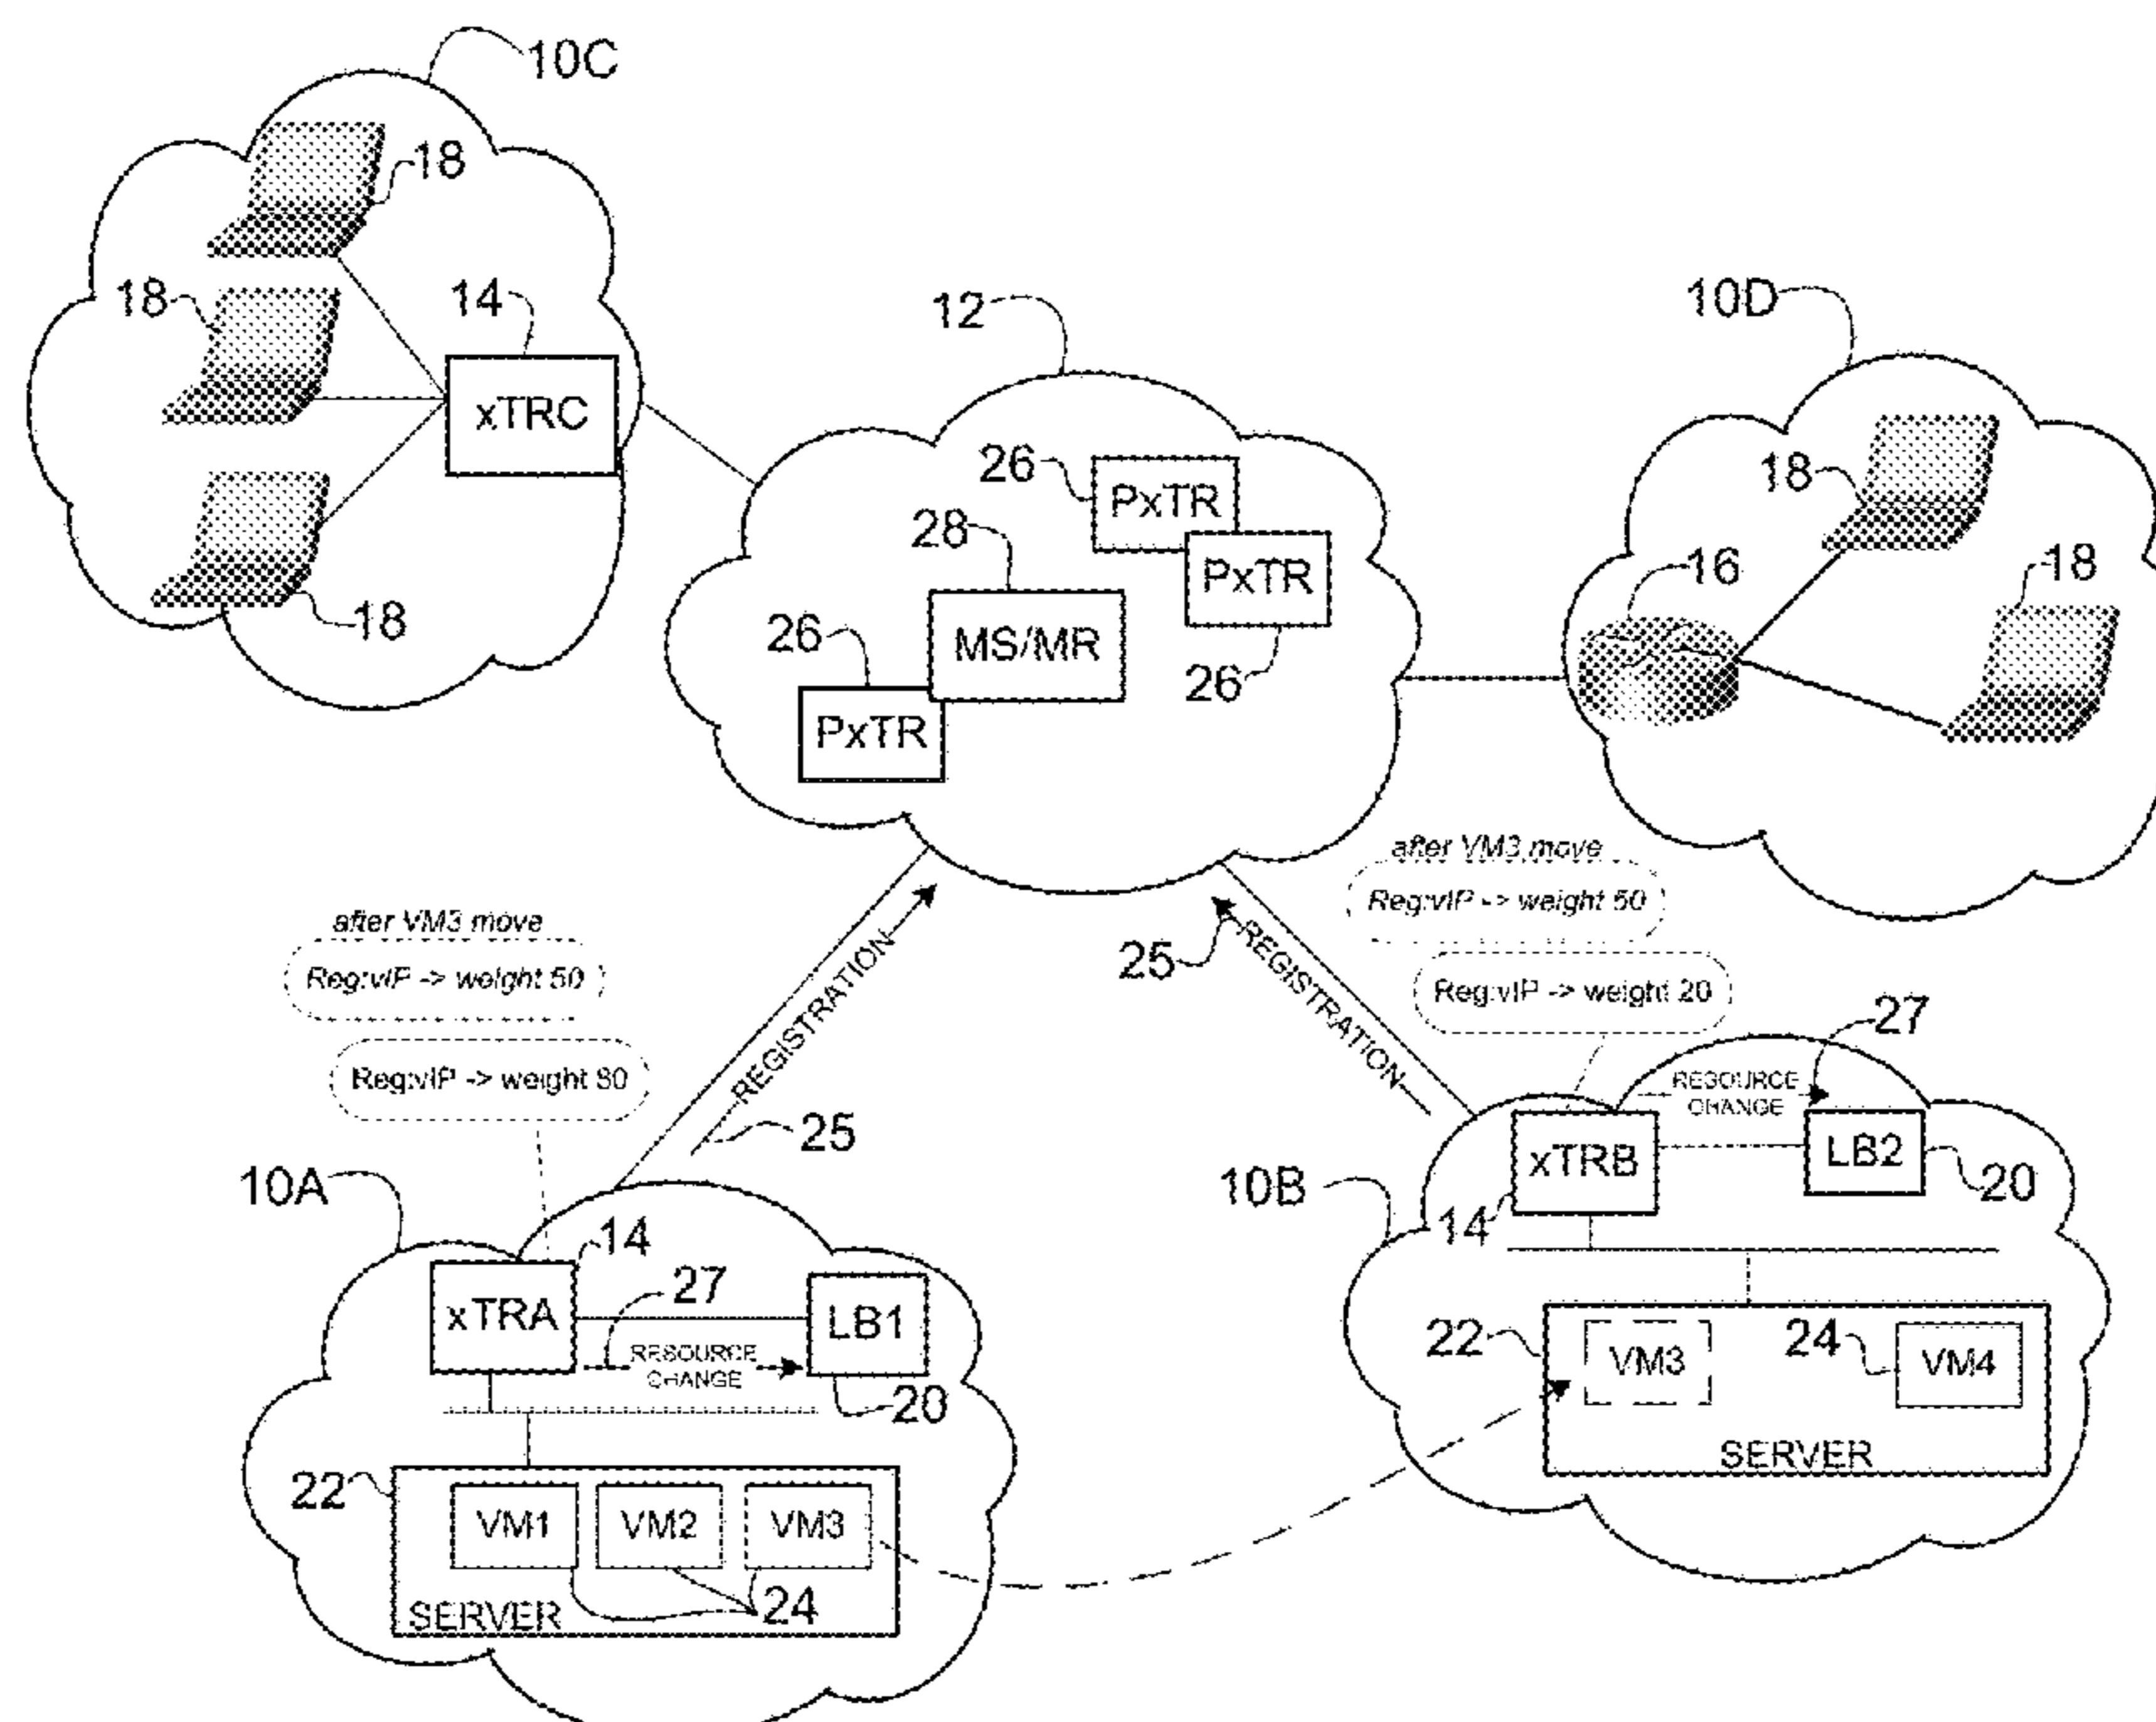 10C
18
18
14
xTRC
18
12
26
PxTR
28
PxTR
MS/MR
26
26
PxTR
10D
18
16
18
after VM3 move
Reg:vIP -> weight 50
Reg:vIP -> weight 80
REGISTRATION
25
after VM3 move
Reg:vIP -> weight 50
Reg:vIP -> weight 20
REGISTRATION
25
10A
14
xTRA
27
LB1
RESOURCE
CHANGE
20
22
VM1
VM2
VM3
24
SERVER
10B
27
RESOURCE
CHANGE
xTRB
LB2
14
20
22
VM3
24
VM4
SERVER